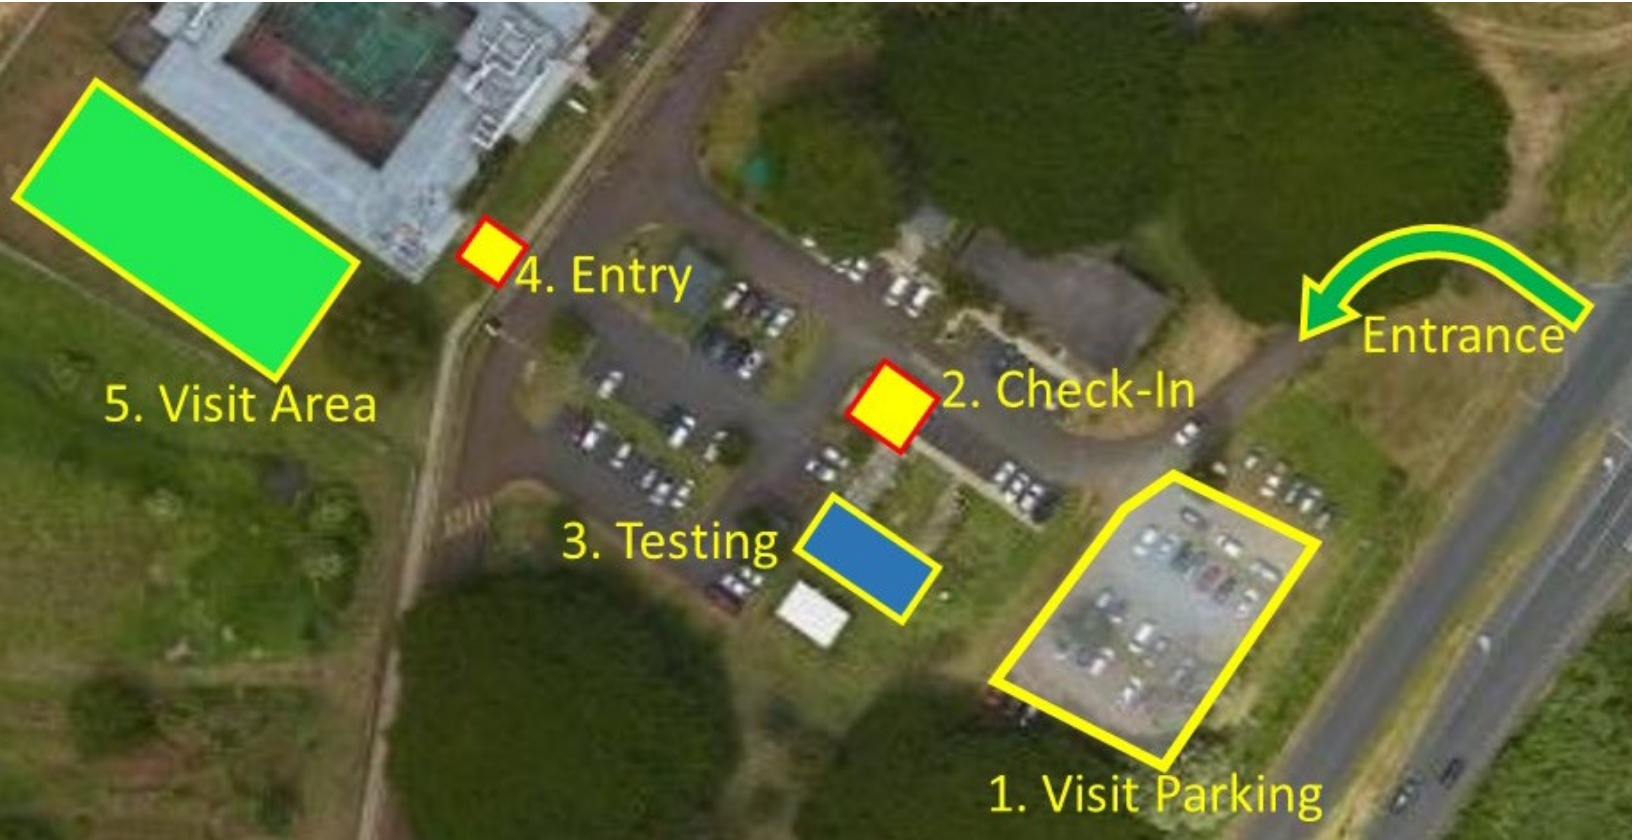 4. Entry
Entrance
5. Visit Area
2. Check-In
3. Testing
1. Visit Parking